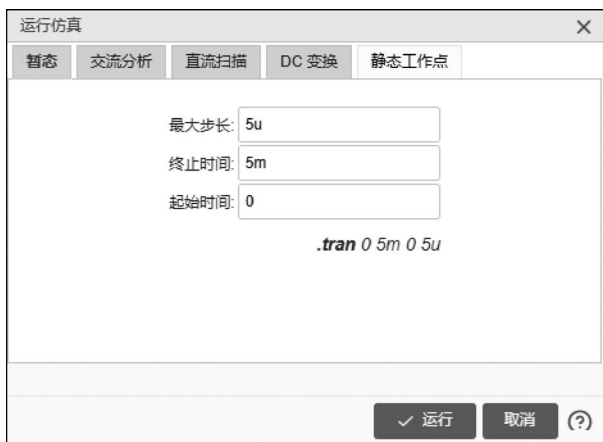 运行仿真
暂态 交流分析 直流扫描 DC 变换 静态工作点
最大步长: 5u
终止时间: 5m
起始时间: 0
.tran 0 5m 0 5u
运行 取消